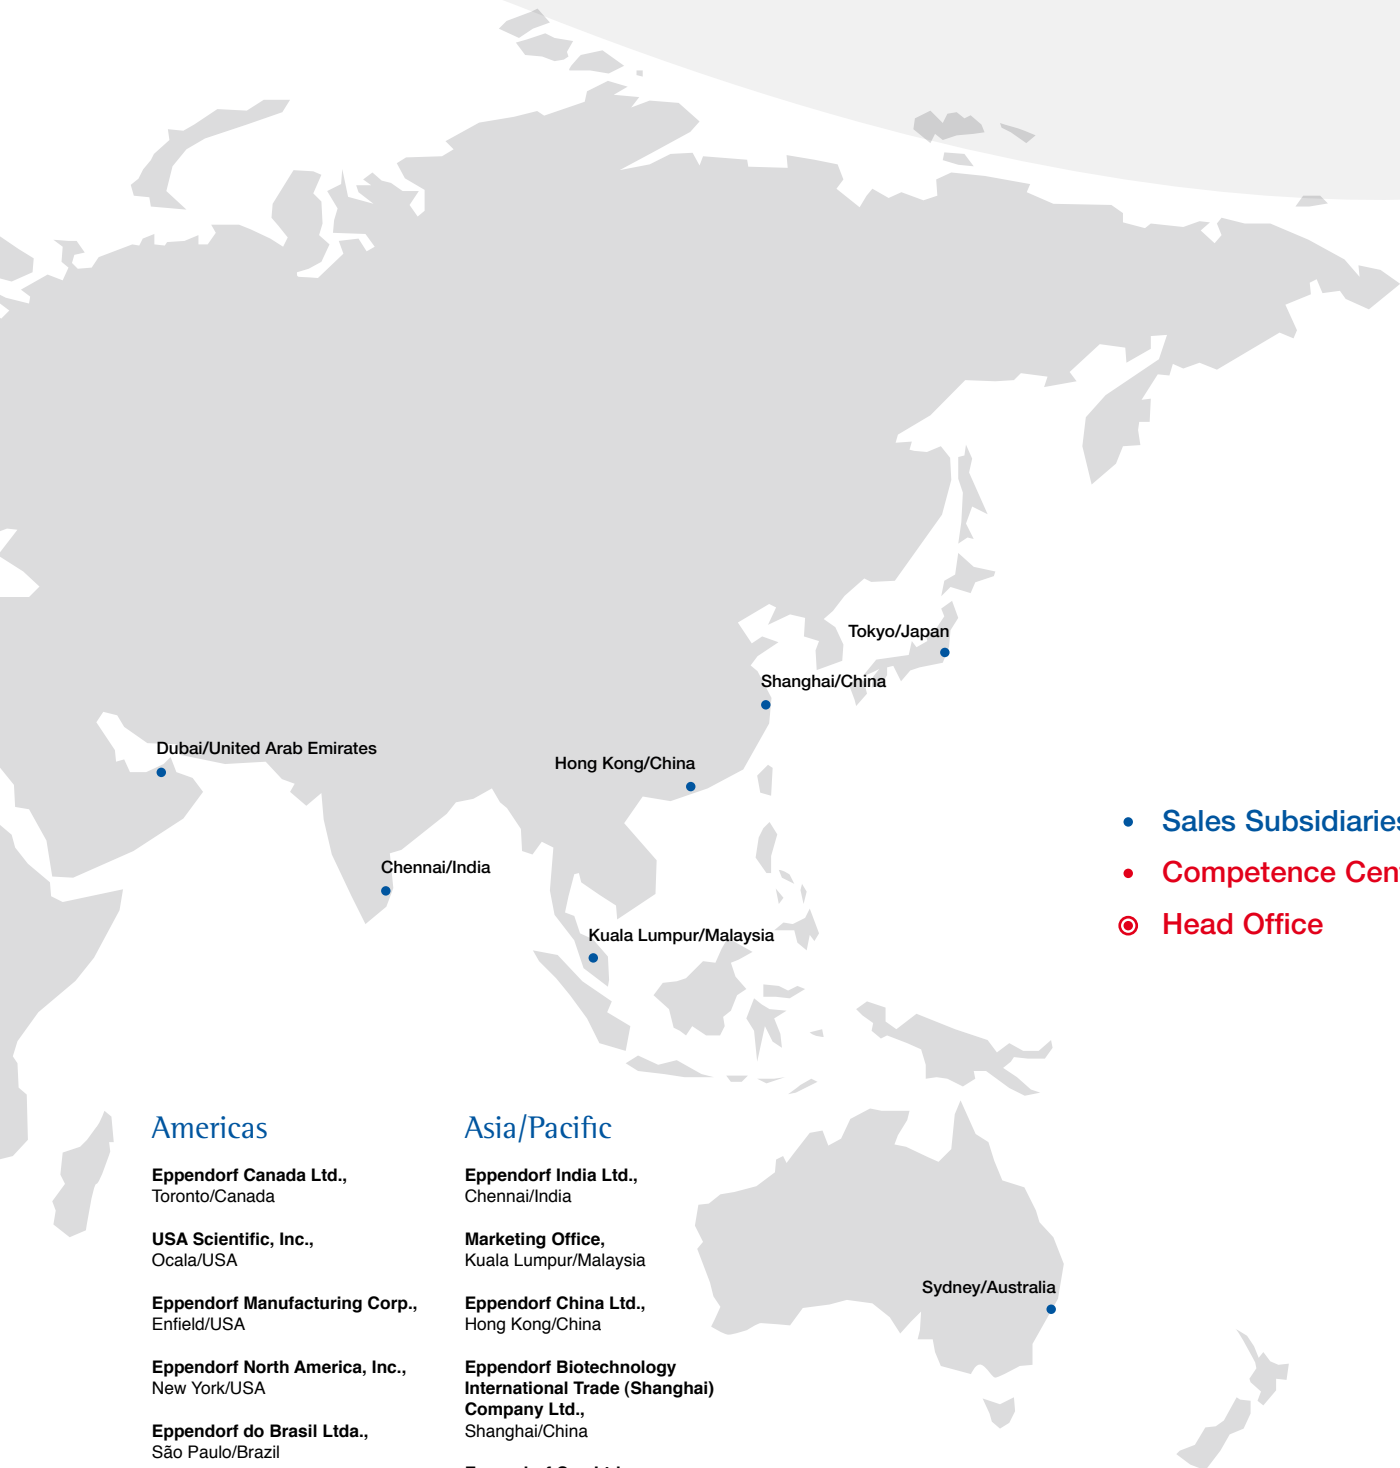 Tokyo/Japan
Shanghai/China
Dubai/United Arab Emirates
Hong Kong/China
Chennai/India
Kuala Lumpur/Malaysia
Sydney/Australia
Sales Subsidiaries
Competence Cen
Head Office
Americas
Eppendorf Canada Ltd.,
Toronto/Canada
USA Scientific, Inc.,
Ocala/USA
Eppendorf Manufacturing Corp.,
Enfield/USA
Eppendorf North America, Inc.,
New York/USA
Eppendorf do Brasil Ltda.,
São Paulo/Brazil
Asia/Pacific
Eppendorf India Ltd.,
Chennai/India
Marketing Office,
Kuala Lumpur/Malaysia
Eppendorf China Ltd.,
Hong Kong/China
Eppendorf Biotechnology
International Trade (Shanghai)
Company Ltd.,
Shanghai/China